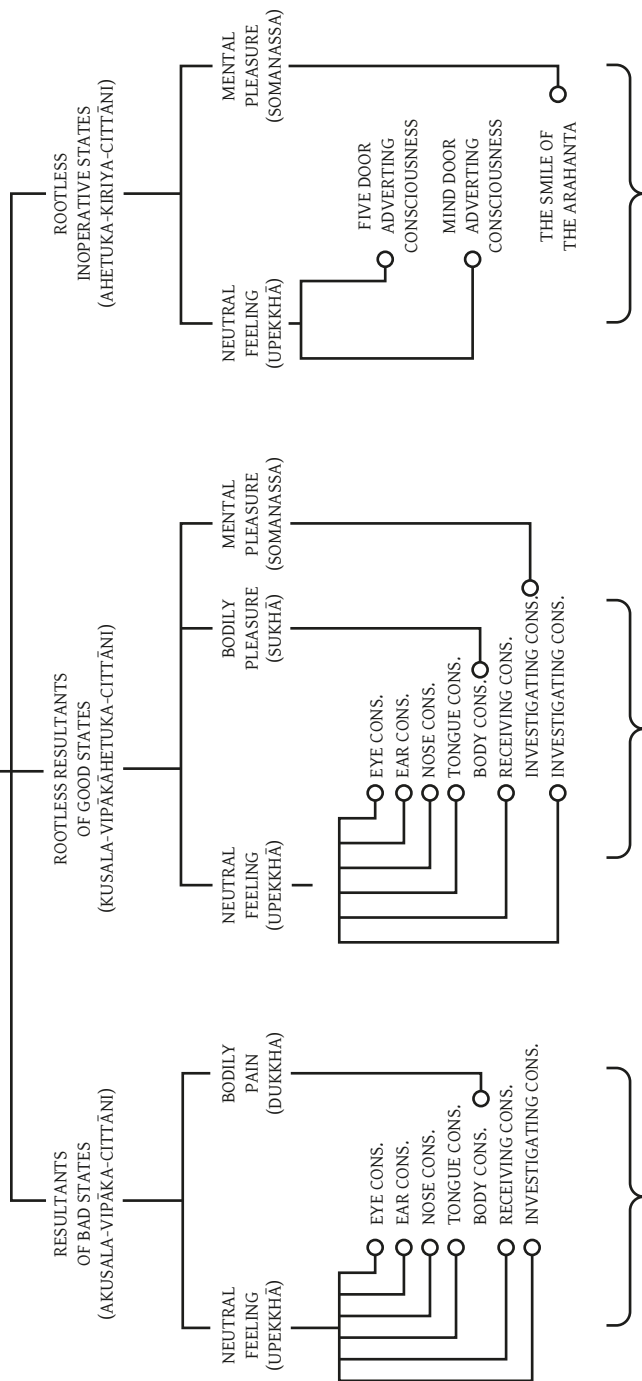 RESULTANTS
OF BAD STATES
(AKUSALA-VIPĀKA-CITTĀNI)
NEUTRAL
FEELING
(UPEKKHĀ)
BODILY
PAIN
(DUKKHA)
EYE CONS.
EAR CONS.
NOSE CONS.
TONGUE CONS.
BODY CONS.
RECEIVING CONS.
INVESTIGATING CONS.
ROOTLESS RESULTANTS
OF GOOD STATES
(KUSALA-VIPĀKĀHETUKA-CITTĀNI)
NEUTRAL
FEELING
(UPEKKHĀ)
BODILY
PLEASURE
(SUKHĀ)
MENTAL
PLEASURE
(SOMANASSA)
EYE CONS.
EAR CONS.
NOSE CONS.
TONGUE CONS.
BODY CONS.
RECEIVING CONS.
INVESTIGATING CONS.
INVESTIGATING CONS.
ROOTLESS
INOPERATIVE STATES
(AHETUKA-KIRIYA-CITTĀNI)
NEUTRAL
FEELING
(UPEKKHĀ)
MENTAL
PLEASURE
(SOMANASSA)
FIVE DOOR
ADVERTING
CONSCIOUSNESS
MIND DOOR
ADVERTING
CONSCIOUSNESS
THE SMILE OF
THE ARAHANTA